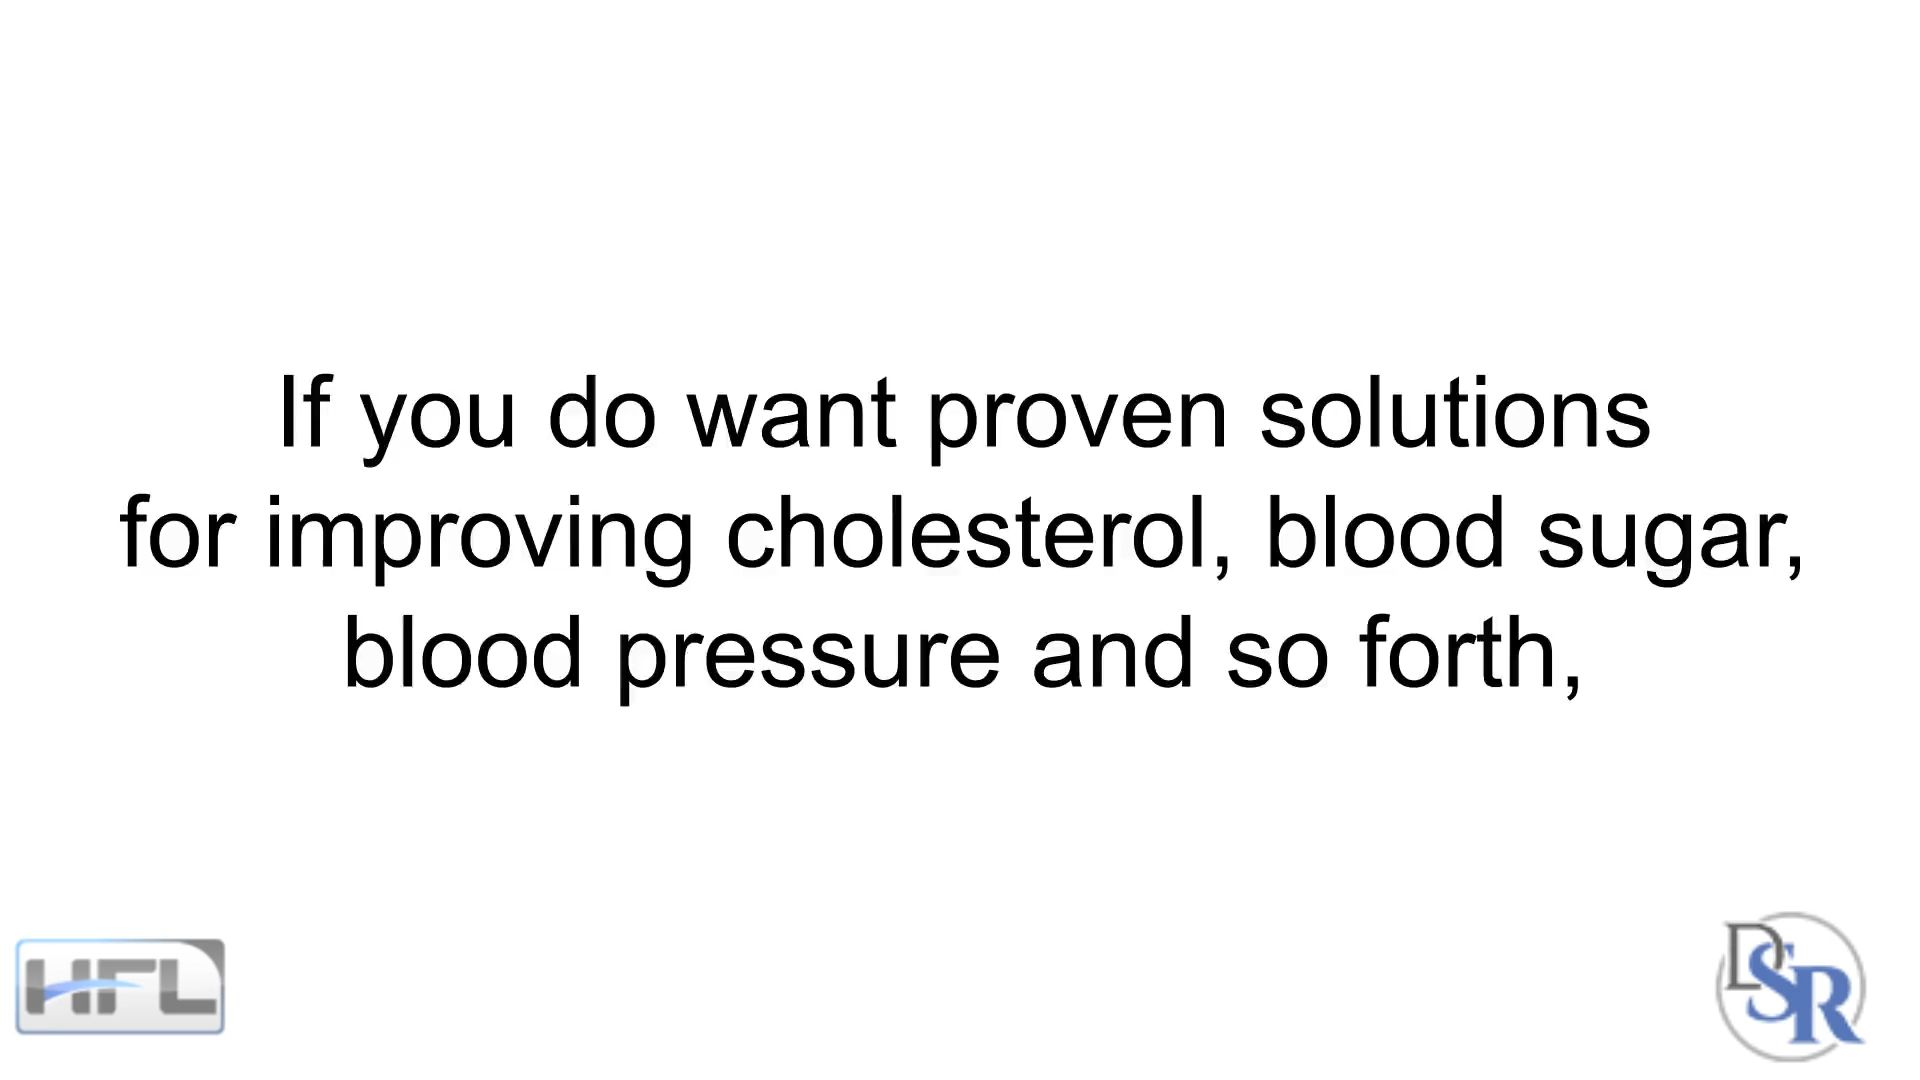 If you do want proven solutions
for improving cholesterol, blood sugar,
blood pressure and so forth,
HFL
DSR